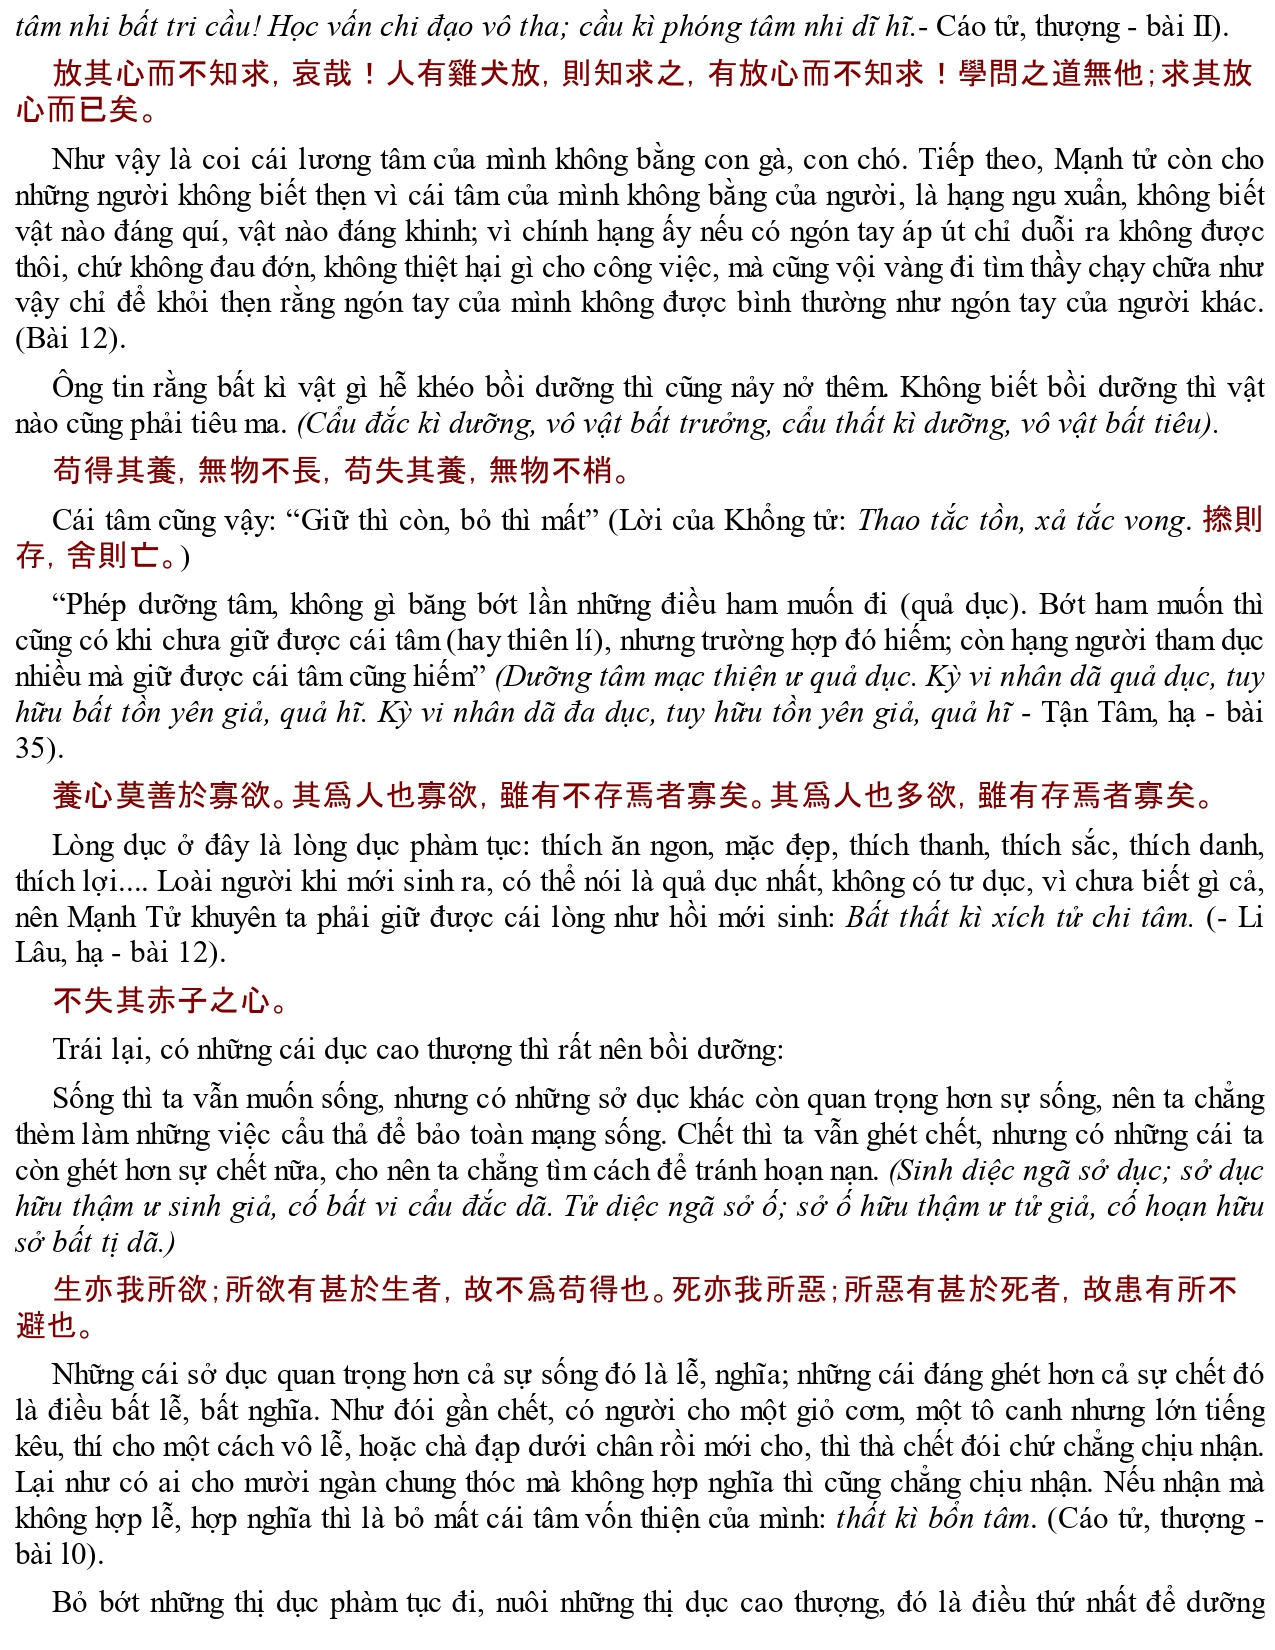 tâm nhi bất tri cầu! Học vấn chi đạo vô tha; cầu kì phóng tâm nhi dĩ hĩ.- Cáo tử, thượng - bài II).
放其心而不知求, 哀哉！人有雞犬放, 則知求之, 有放心而不知求！學問之道無他;求其放
心而已矣。
Như vậy là coi cái lương tâm của mình không bằng con gà, con chó. Tiếp theo, Mạnh tử còn cho
những người không biết thẹn vì cái tâm của mình không bằng của người, là hạng ngu xuẩn, không biết
vật nào đáng quí, vật nào đáng khinh; vì chính hạng ấy nếu có ngón tay áp út chỉ duỗi ra không được
thôi, chứ không đau đớn, không thiệt hại gì cho công việc, mà cũng vội vàng đi tìm thầy chạy chữa như
vậy chỉ để khỏi thẹn rằng ngón tay của mình không được bình thường như ngón tay của người khác.
(Bài 12).
Ông tin rằng bất kì vật gì hễ khéo bồi dưỡng thì cũng nảy nở thêm. Không biết bồi dưỡng thì vật
nào cũng phải tiêu ma. (Cẩu đắc kì dưỡng, vô vật bất trưởng, cẩu thất kì dưỡng, vô vật bất tiêu).
苟得其養, 無物不長, 苟失其養, 無物不梢。
Cái tâm cũng vậy: “Giữ thì còn, bỏ thì mất” (Lời của Khổng tử: Thao tắc tồn, xả tắc vong. 撡則
存, 舍則亡。)
“Phép dưỡng tâm, không gì băng bớt lần những điều ham muốn đi (quả dục). Bớt ham muốn thì
cũng có khi chưa giữ được cái tâm (hay thiên lí), nhưng trường hợp đó hiếm; còn hạng người tham dục
nhiều mà giữ được cái tâm cũng hiếm” (Dưỡng tâm mạc thiện ư quả dục. Kỳ vi nhân dã quả dục, tuy
hữu bất tồn yên giả, quả hĩ. Kỳ vi nhân dã đa dục, tuy hữu tồn yên giả, quả hĩ - Tận Tâm, hạ - bài
35).
養心莫善於寡欲。其爲人也寡欲, 雖有不存焉者寡矣。其爲人也多欲, 雖有存焉者寡矣。
Lòng dục ở đây là lòng dục phàm tục: thích ăn ngon, mặc đẹp, thích thanh, thích sắc, thích danh,
thích lợi.... Loài người khi mới sinh ra, có thể nói là quả dục nhất, không có tư dục, vì chưa biết gì cả,
nên Mạnh Tử khuyên ta phải giữ được cái lòng như hồi mới sinh: Bất thất kì xích tử chi tâm. (- Li
Lâu, hạ - bài 12).
不失其赤子之心。
Trái lại, có những cái dục cao thượng thì rất nên bồi dưỡng:
Sống thì ta vẫn muốn sống, nhưng có những sở dục khác còn quan trọng hơn sự sống, nên ta chẳng
thèm làm những việc cẩu thả để bảo toàn mạng sống. Chết thì ta vẫn ghét chết, nhưng có những cái ta
còn ghét hơn sự chết nữa, cho nên ta chẳng tìm cách để tránh hoạn nạn. (Sinh diệc ngã sở dục; sở dục
hữu thậm ư sinh giả, cố bất vi cẩu đắc dã. Tử diệc ngã sở ố; sở ố hữu thậm ư tử giả, cố hoạn hữu
sở bất tị dã.)
生亦我所欲;所欲有甚於生者, 故不爲苟得也。死亦我所惡;所惡有甚於死者, 故患有所不
避也。
Những cái sở dục quan trọng hơn cả sự sống đó là lễ, nghĩa; những cái đáng ghét hơn cả sự chết đó
là điều bất lễ, bất nghĩa. Như đói gần chết, có người cho một giỏ cơm, một tô canh nhưng lớn tiếng
kêu, thí cho một cách vô lễ, hoặc chà đạp dưới chân rồi mới cho, thì thà chết đói chứ chẳng chịu nhận.
Lại như có ai cho mười ngàn chung thóc mà không hợp nghĩa thì cũng chẳng chịu nhận. Nếu nhận mà
không hợp lễ, hợp nghĩa thì là bỏ mất cái tâm vốn thiện của mình: thất kì bổn tâm. (Cáo tử, thượng -
bài l0).
Bỏ bớt những thị dục phàm tục đi, nuôi những thị dục cao thượng, đó là điều thứ nhất để dưỡng